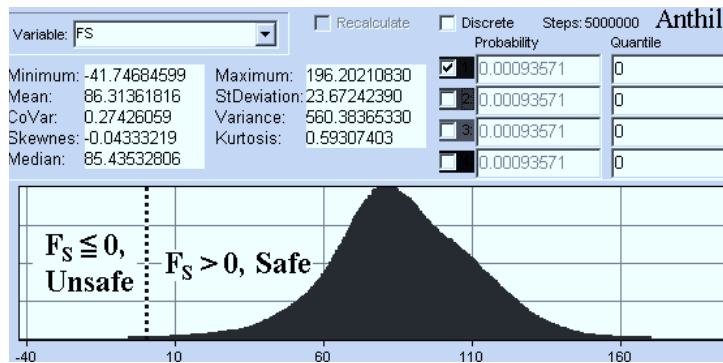 Variable: FS
Recalculate
Discrete Steps: 5000000 Anthil
Probability Quantile
Minimum: -41.74684599 Maximum: 196.20210830
Mean: 86.31361816 StDeviation: 23.67242390
CoVar: 0.27426059 Variance: 560.38365330
Skewnes: -0.04333219 Kurtosis: 0.59307403
Median: 85.43532806
0.00093571 0
2: 0.00093571 0
3: 0.00093571 0
0.00093571 0
FS ≦ 0,
Unsafe
FS > 0, Safe
-40 10 60 110 160